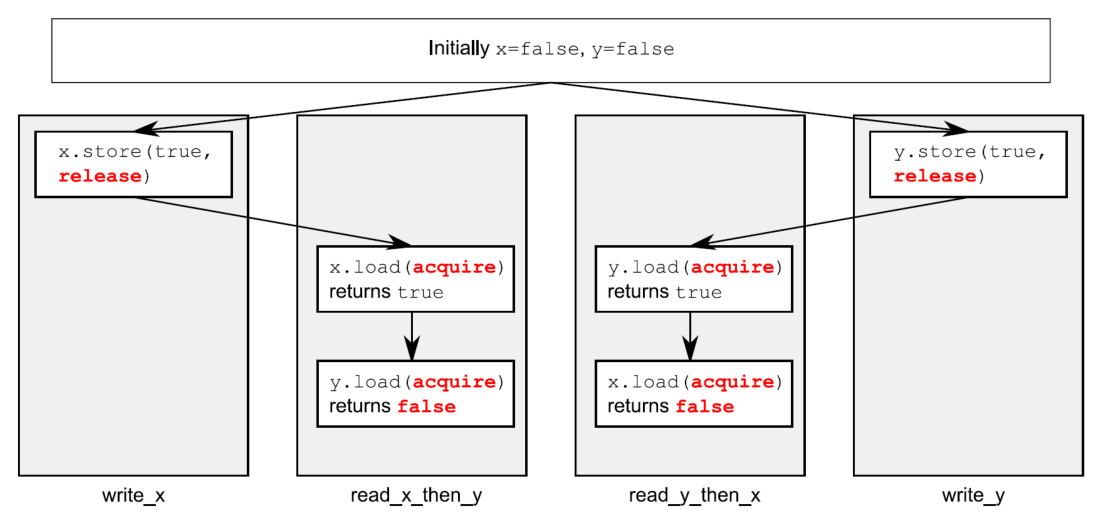 Initially x=false, y=false
x.store(true,
release)
y.store(true,
release)
x.load(acquire)
returns true
y.load(acquire)
returns true
y.load(acquire)
returns false
x.load(acquire)
returns false
write_x
read_x_then_y
read_y_then_x
write_y